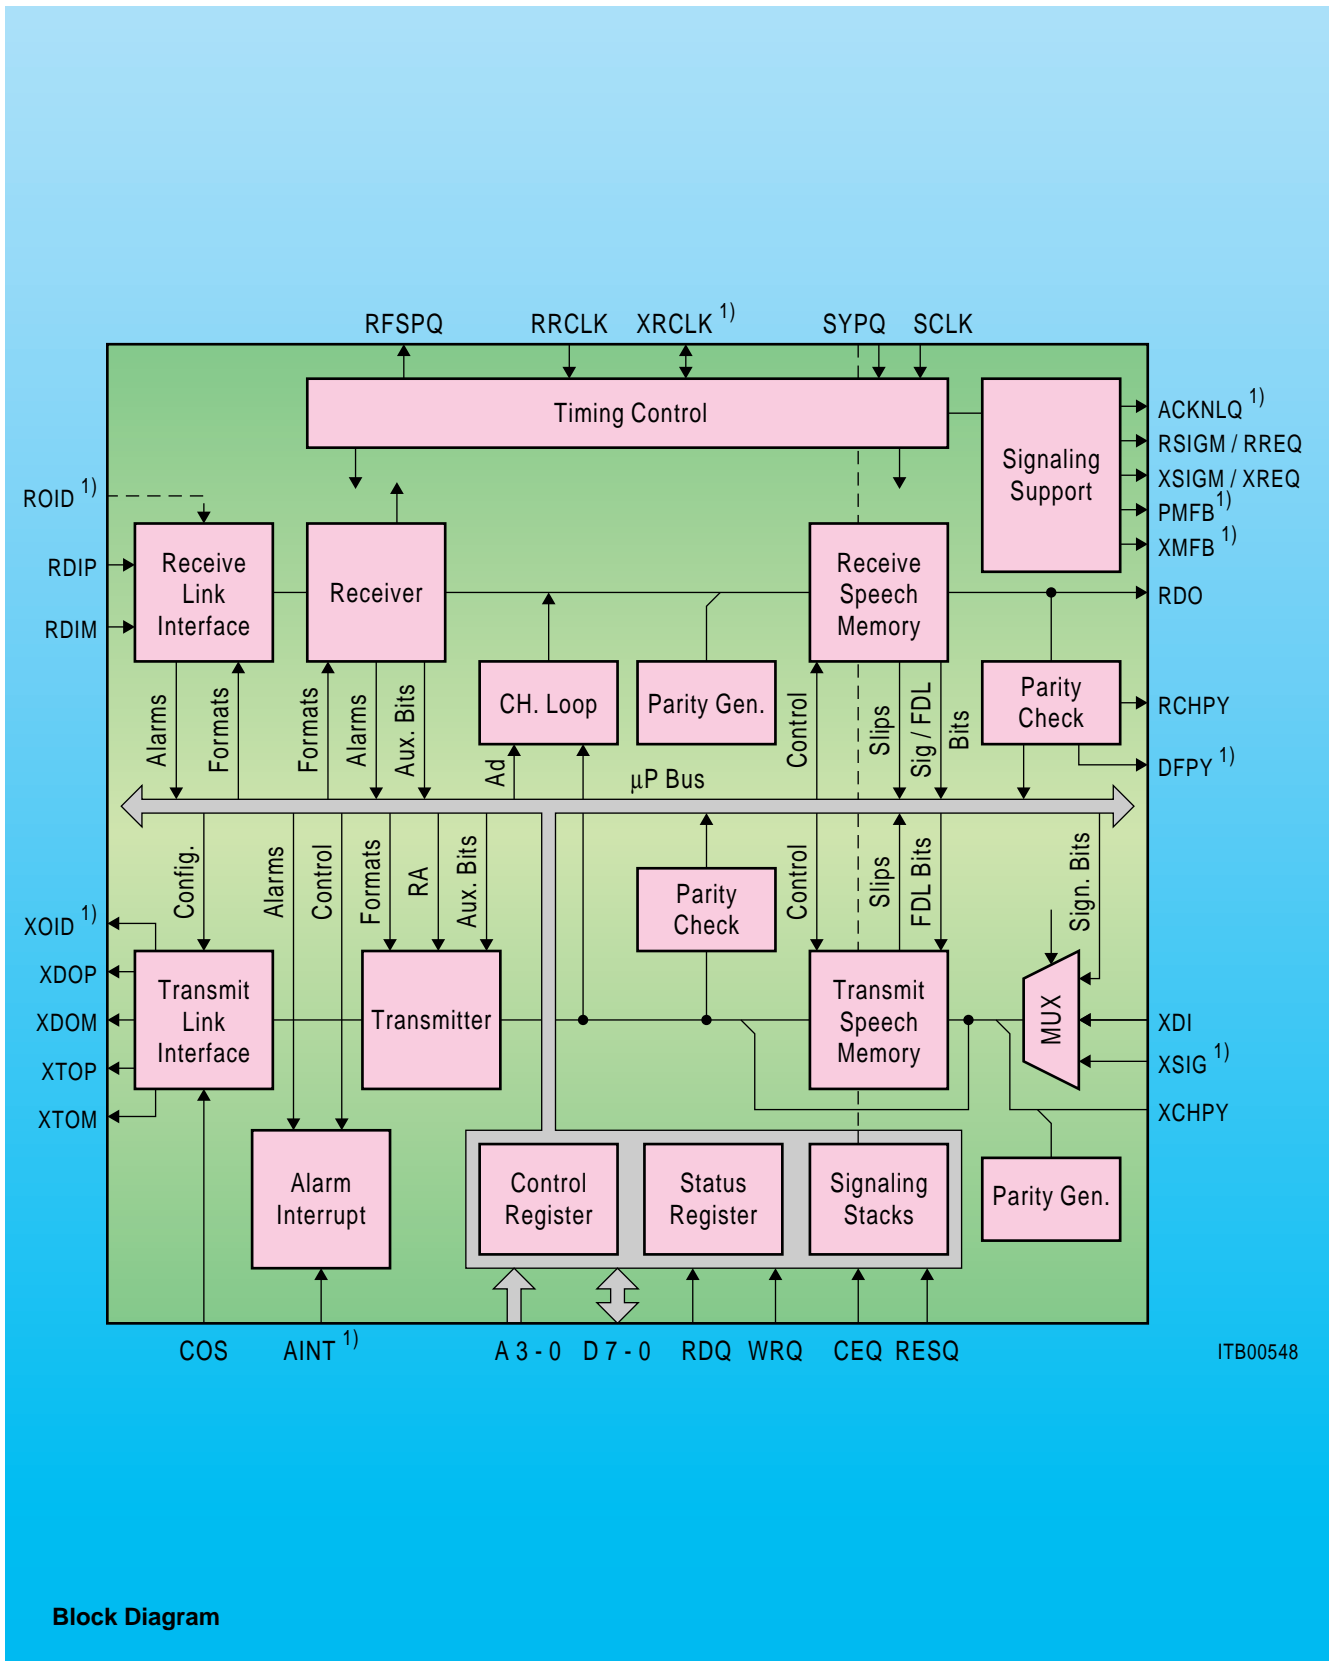 RFSPQ RRCLK XRCLK 1) SYPQ SCLK
Timing Control
Signaling
Support
ACKNLQ 1)
RSIGM / RREQ
XSIGM / XREQ
PMFB 1)
XMFB 1)
ROID 1)
RDIP
RDIM
Receive
Link
Interface
Receiver
Receive
Speech
Memory
RDO
CH. Loop
Parity Gen.
Parity
Check
RCHPY
DFPY 1)
Alarms
Formats
Formats
Alarms
Aux. Bits
Ad
Control
Slips
Sig / FDL
Bits
µP Bus
Config.
Alarms
Control
Formats
RA
Aux. Bits
Parity
Check
Control
Slips
FDL Bits
Sign. Bits
XOID 1)
XDOP
XDOM
XTOP
XTOM
Transmit
Link
Interface
Transmitter
Transmit
Speech
Memory
MUX
XDI
XSIG 1)
XCHPY
Alarm
Interrupt
Control
Register
Status
Register
Signaling
Stacks
Parity Gen.
COS AINT 1) A 3 - 0 D 7 - 0 RDQ WRQ CEQ RESQ
ITB00548
Block Diagram